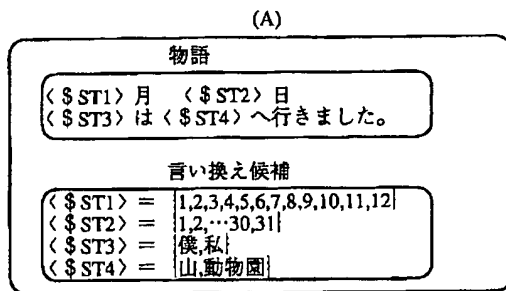 (A)
物語
〈$ST1〉月 〈$ST2〉日
〈$ST3〉は〈$ST4〉へ行きました。
言い換え候補
〈$ST1〉= {1,2,3,4,5,6,7,8,9,10,11,12}
〈$ST2〉= {1,2,…30,31}
〈$ST3〉= {僕,私}
〈$ST4〉= {山,動物園}